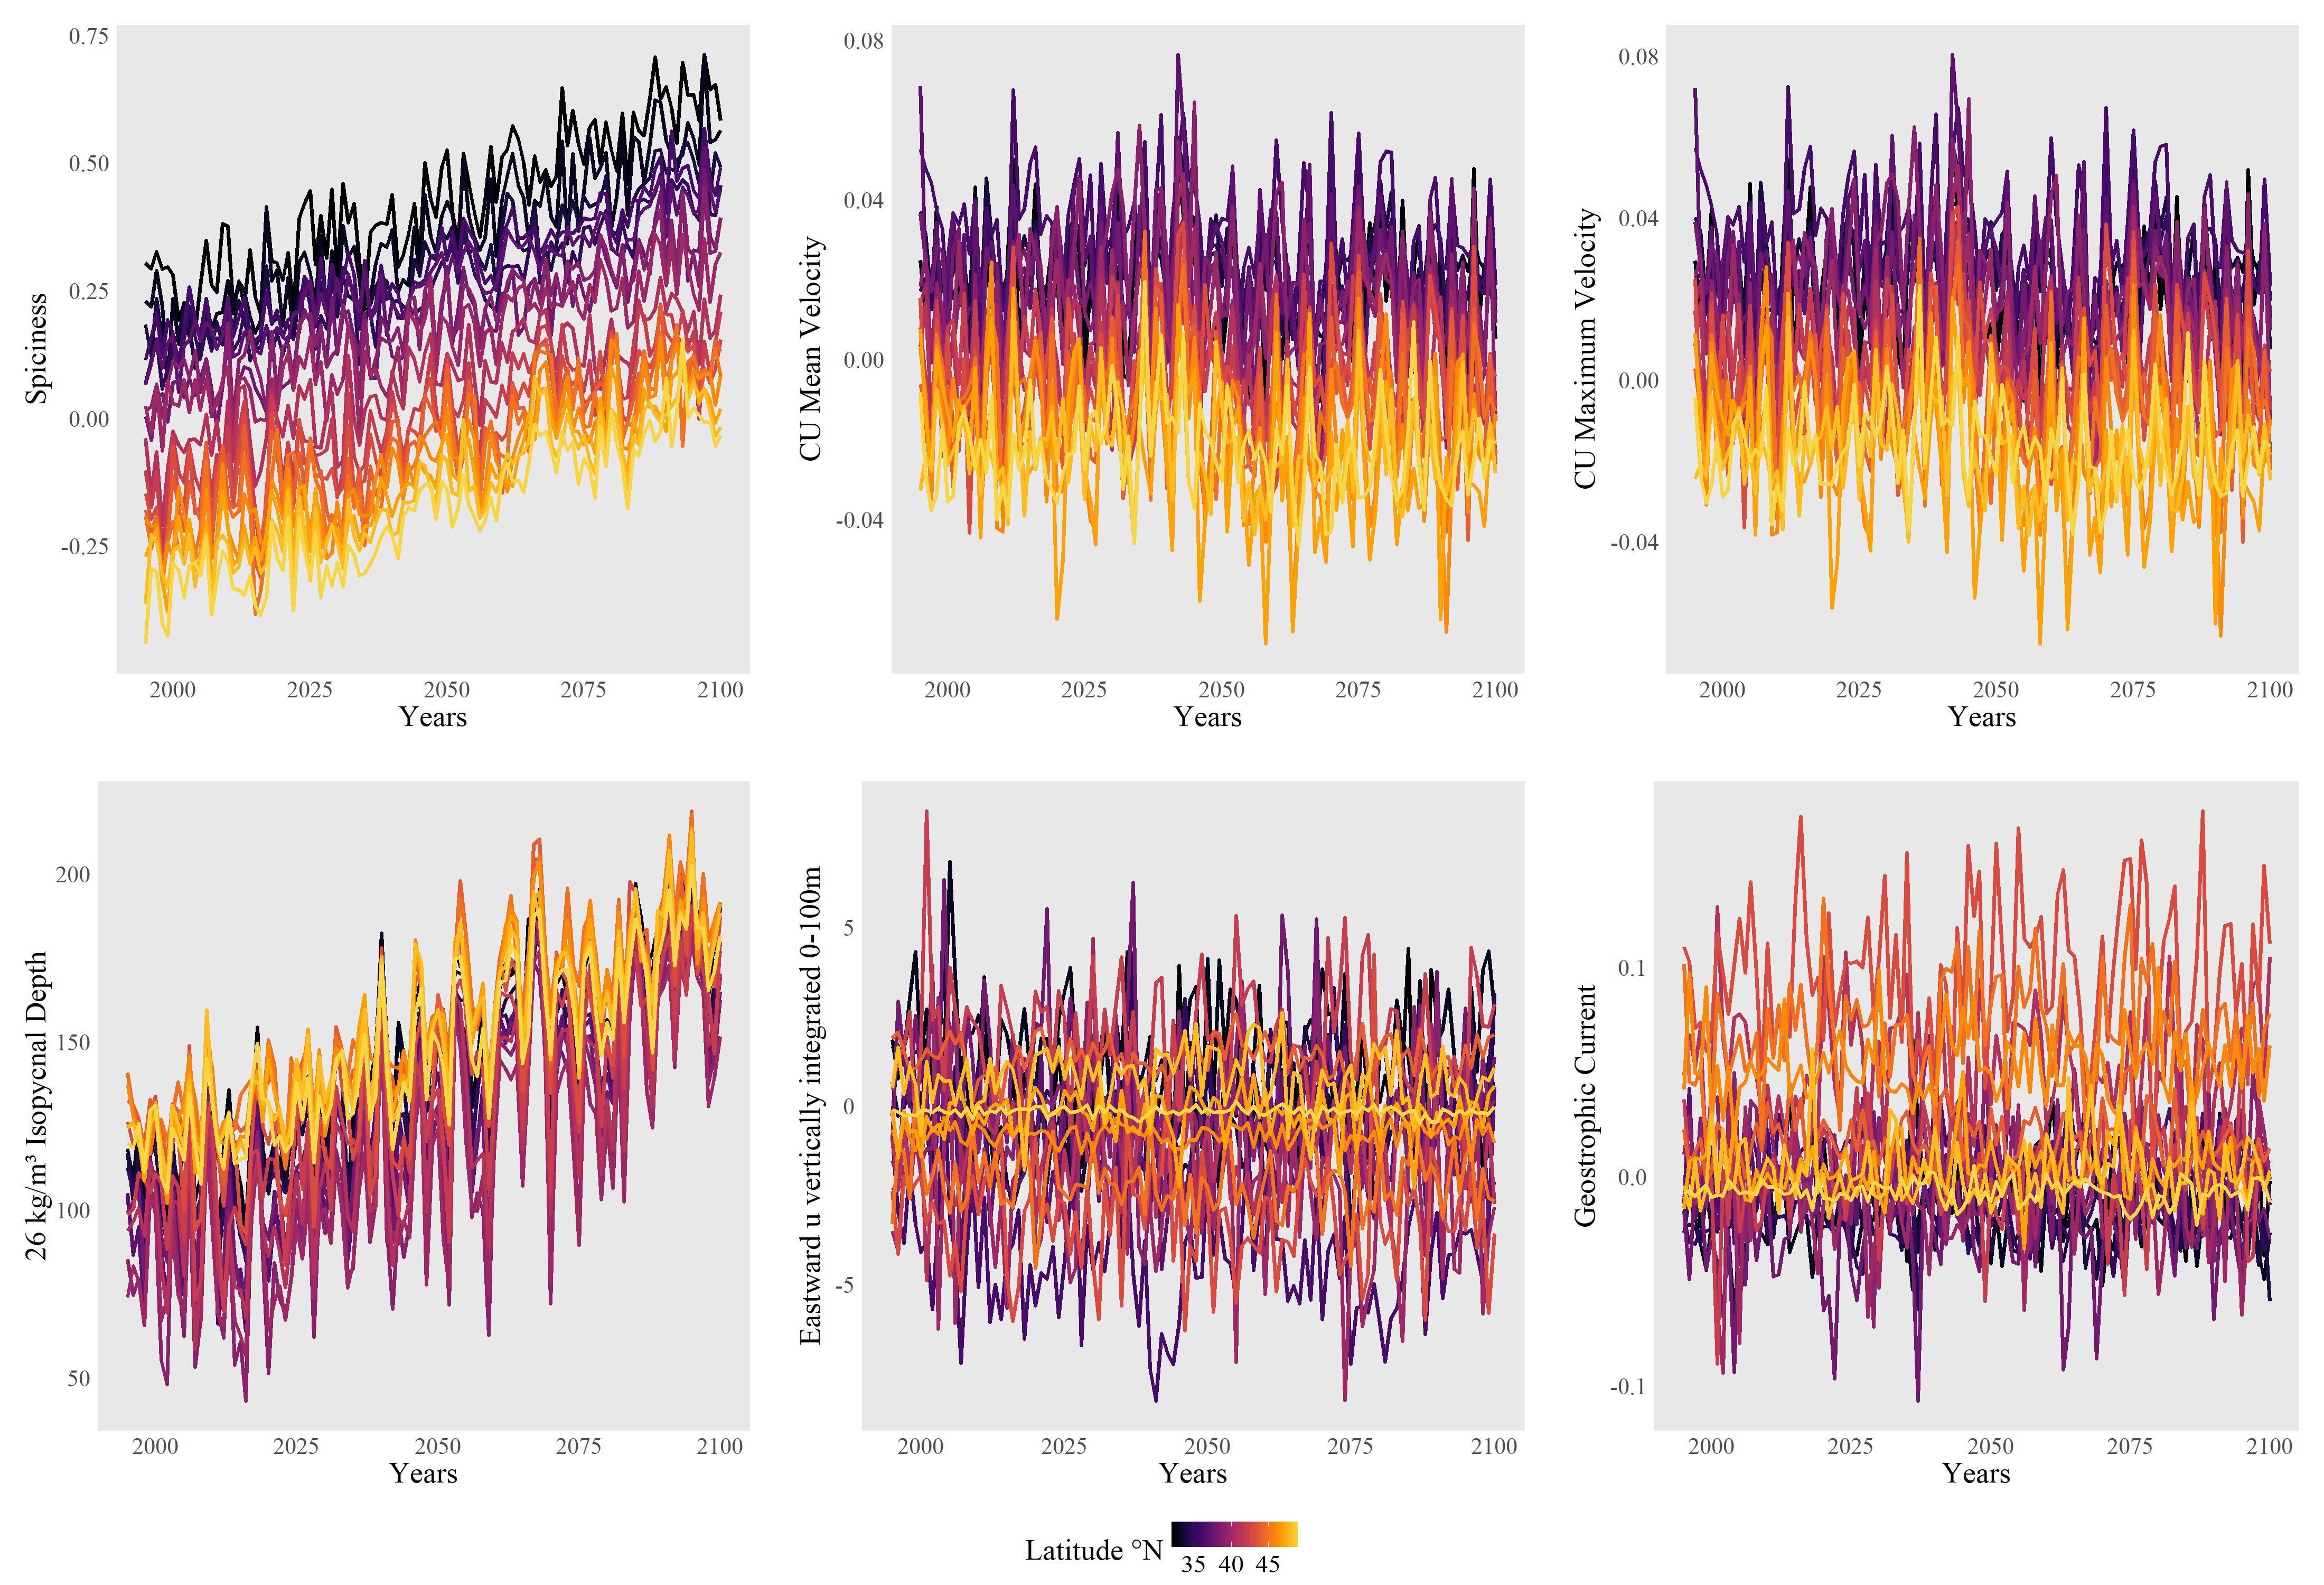 Spiciness
0.75
0.50
0.25
0.00
-0.25
2000 2025 2050 2075 2100
Years
CU Mean Velocity
0.08
0.04
0.00
-0.04
2000 2025 2050 2075 2100
Years
CU Maximum Velocity
0.08
0.04
0.00
-0.04
2000 2025 2050 2075 2100
Years
26 kg/m³ Isopycnal Depth
200
150
100
50
2000 2025 2050 2075 2100
Years
Eastward u vertically integrated 0-100m
5
0
-5
2000 2025 2050 2075 2100
Years
Geostrophic Current
0.1
0.0
-0.1
2000 2025 2050 2075 2100
Years
Latitude °N
35 40 45